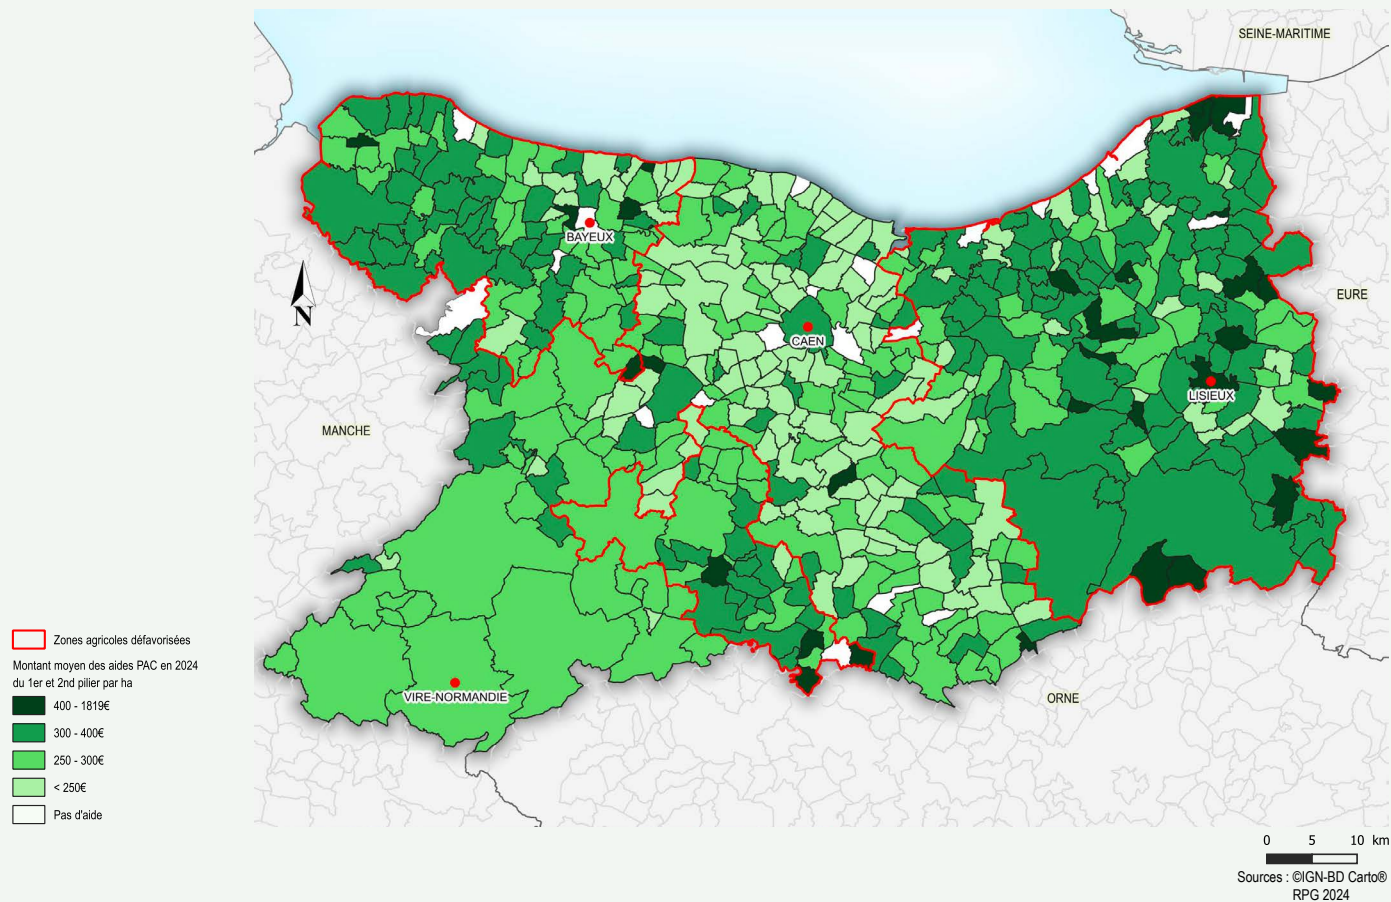 SEINE-MARITIME
BAYEUX
EURE
N
CAEN
LISIEUX
MANCHE
Zones agricoles défavorisées
Montant moyen des aides PAC en 2024
du 1er et 2nd pilier par ha
400 - 1819€
300 - 400€
250 - 300€
< 250€
Pas d'aide
VIRE-NORMANDIE
ORNE
0 5 10 km
Sources : ©IGN-BD Carto®
RPG 2024